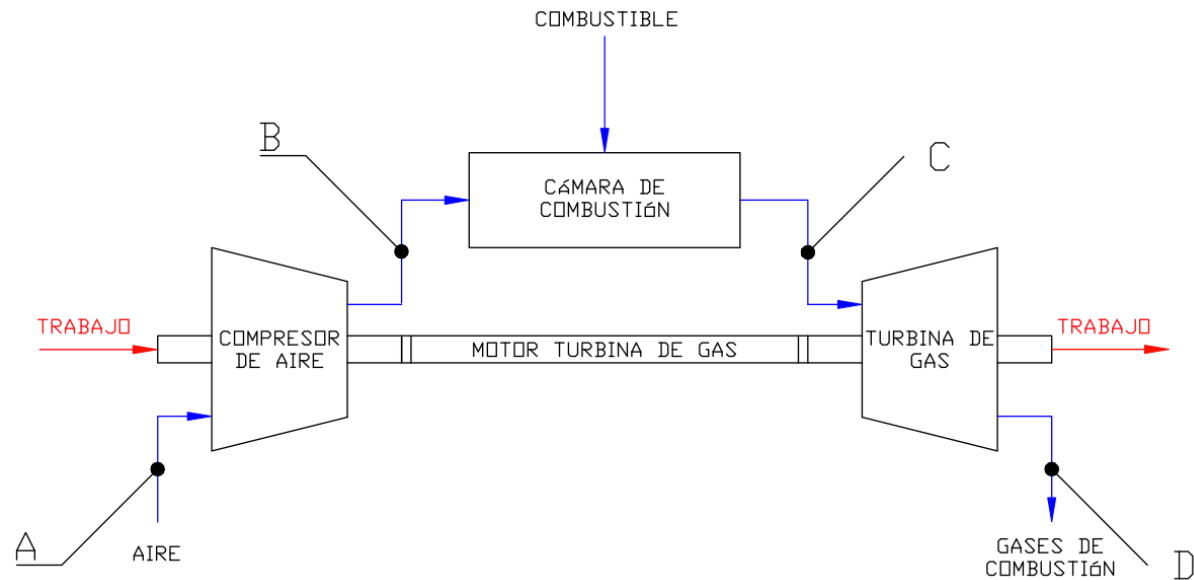 COMBUSTIBLE
B
CÁMARA DE
COMBUSTIóN
C
TRABAJO
COMPRESOR
DE AIRE
MOTOR TURBINA DE GAS
TURBINA DE
GAS
TRABAJO
A
AIRE
GASES DE
COMBUSTIóN
D